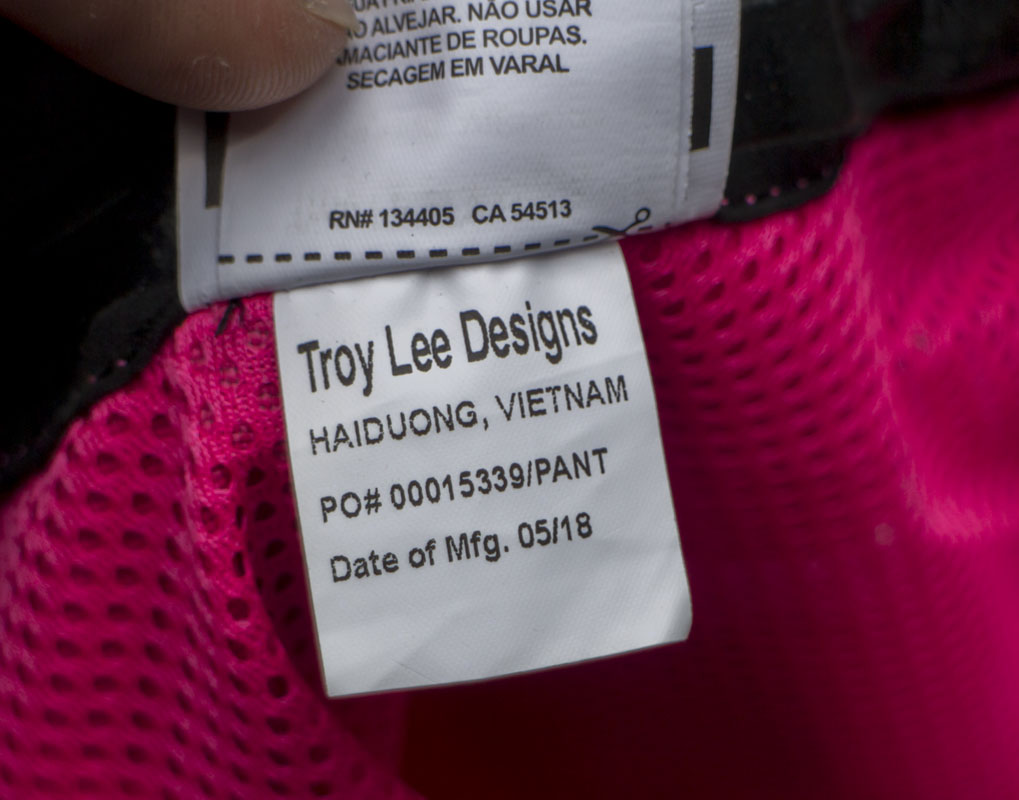 ALVEJAR. NÃO USAR
DE ROUPAS.
SECAGEM EM VARAL
RN# 134405 CA 54513
Troy Lee Designs
HAIDUONG, VIETNAM
PO# 00015339/PANT
Date of Mfg. 05/18